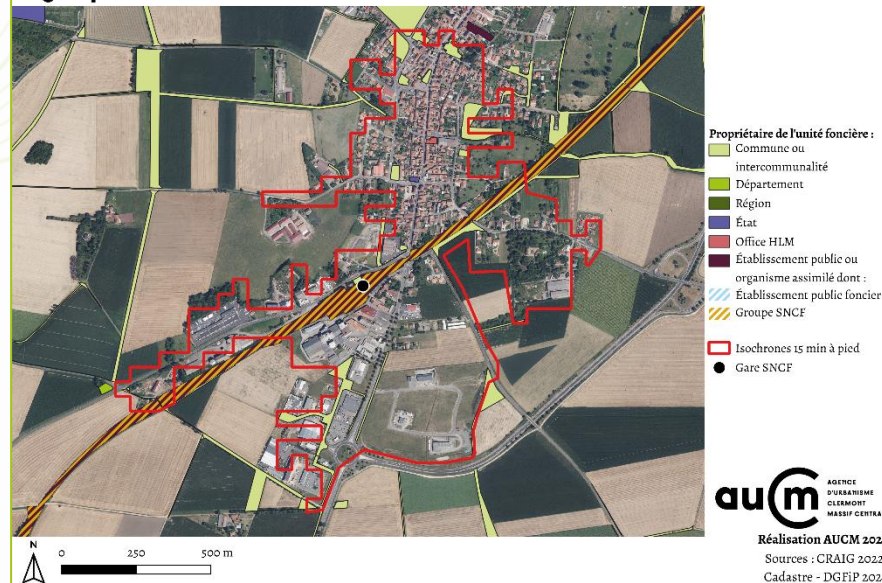 Propriétaire de l'unité foncière :
Commune ou
intercommunalité
Département
Région
État
Office HLM
Établissement public ou
organisme assimilé dont :
Établissement public foncier
Groupe SNCF
Isochrones 15 min à pied
Gare SNCF
aucm
AGENCE
D'URBANISME
CLERMONT
MASSIF CENTRA
Réalisation AUCM 202
Sources : CRAIG 2022
Cadastre - DGFiP 202
N
0 250 500 m